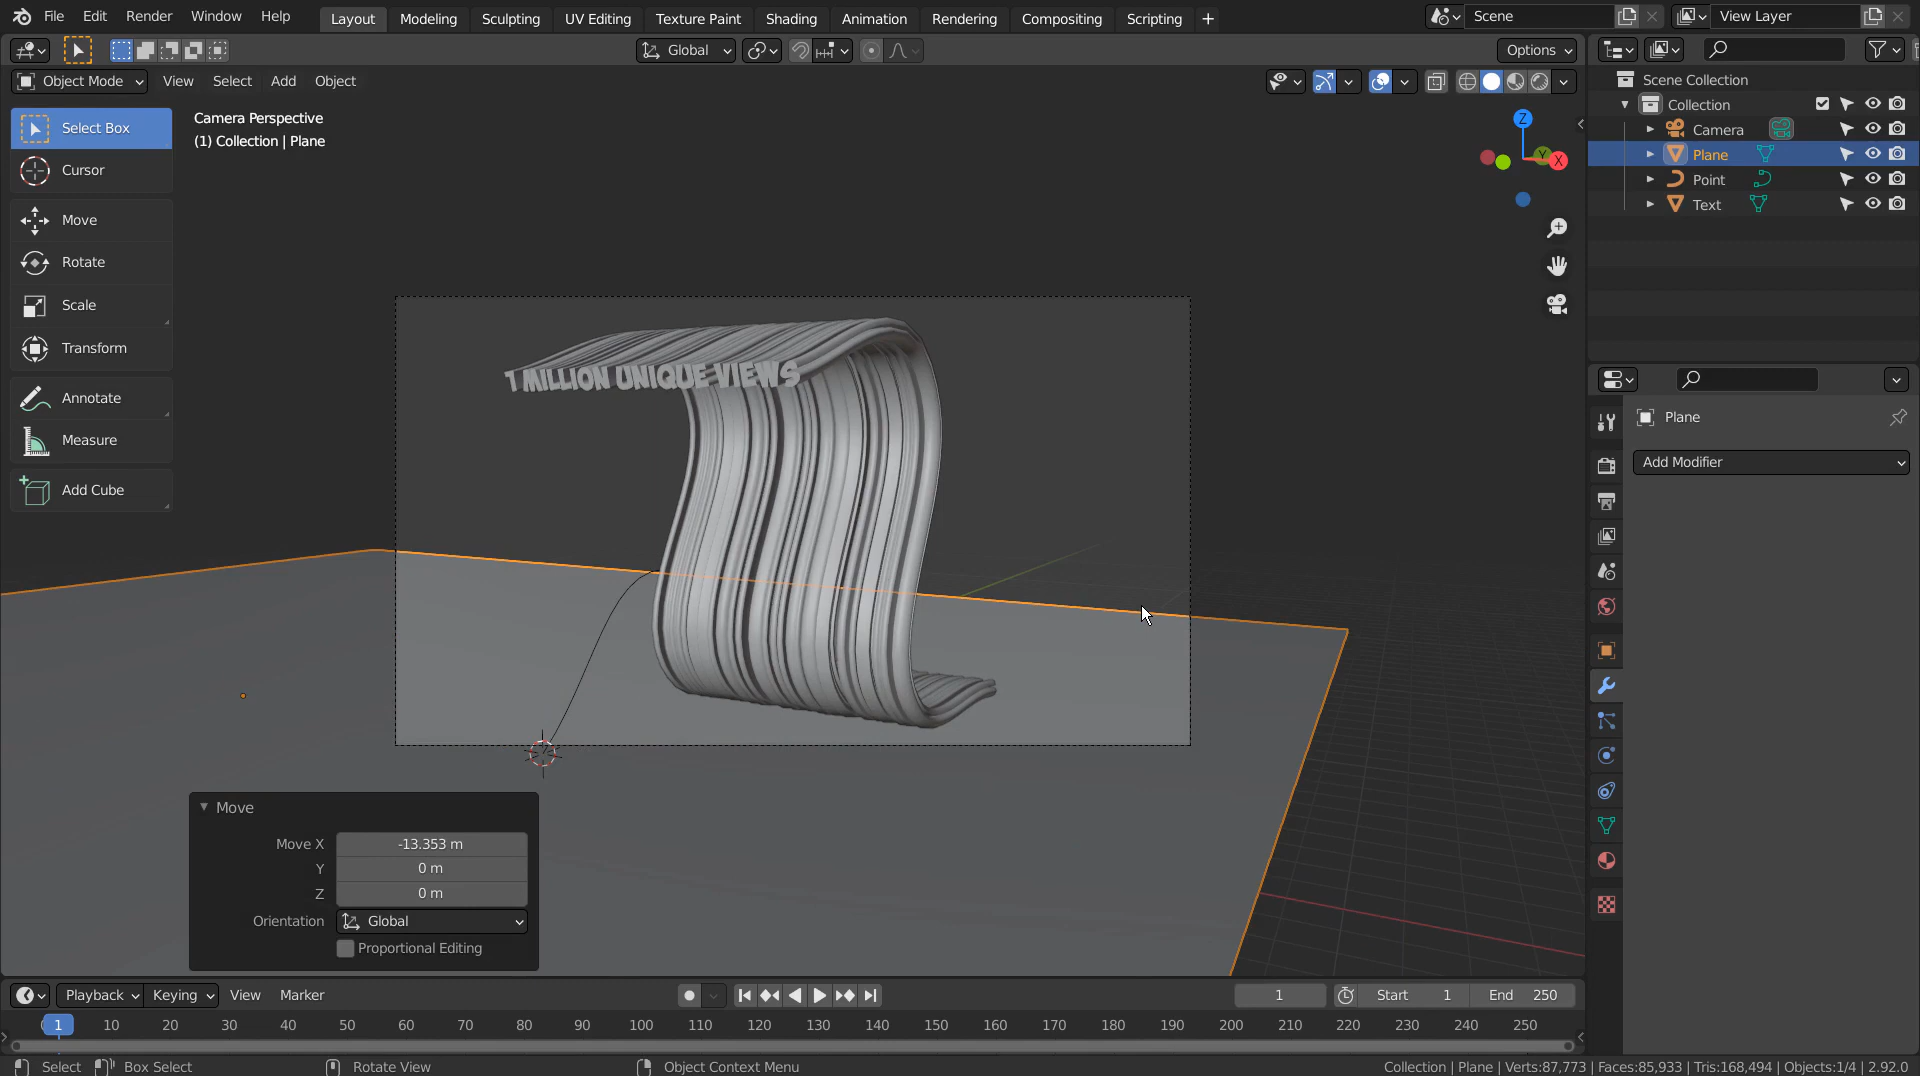 File Edit Render Window Help Layout Modeling Sculpting UV Editing Texture Paint Shading Animation Rendering Compositing Scripting + Scene View Layer
Global Options
Object Mode View Select Add Object
Scene Collection
Collection
Camera
Plane
Point
Text
Select Box
Cursor
Move
Rotate
Scale
Transform
Annotate
Measure
Add Cube
Camera Perspective
(1) Collection | Plane
Z
Y
X
1 MILLION UNIQUE VIEWS
Plane
Add Modifier
Move
Move X -13.353 m
Y 0 m
Z 0 m
Orientation Global
Proportional Editing
Playback Keying View Marker 1 Start 1 End 250
1 10 20 30 40 50 60 70 80 90 100 110 120 130 140 150 160 170 180 190 200 210 220 230 240 250
Select Box Select Rotate View Object Context Menu Collection | Plane | Verts:87,773 | Faces:85,933 | Tris:168,494 | Objects:1/4 | 2.92.0